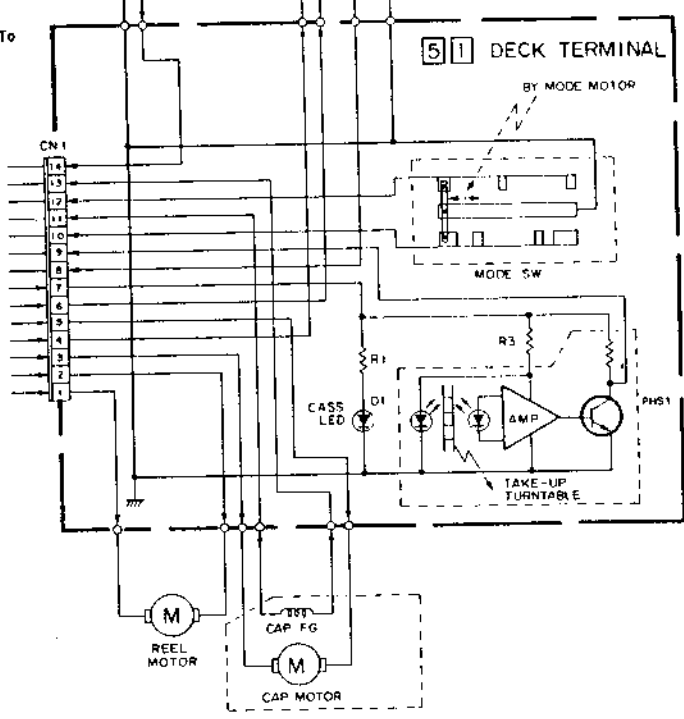 To
5 1 DECK TERMINAL
BY MODE MOTOR
CN1
14
13
12
11
10
9
8
7
6
5
4
3
2
1
MODE SW
R1
R3
CASS
LED
D1
AMP
PHS1
TAKE-UP
TURNTABLE
M
REEL
MOTOR
CAP FG
M
CAP MOTOR